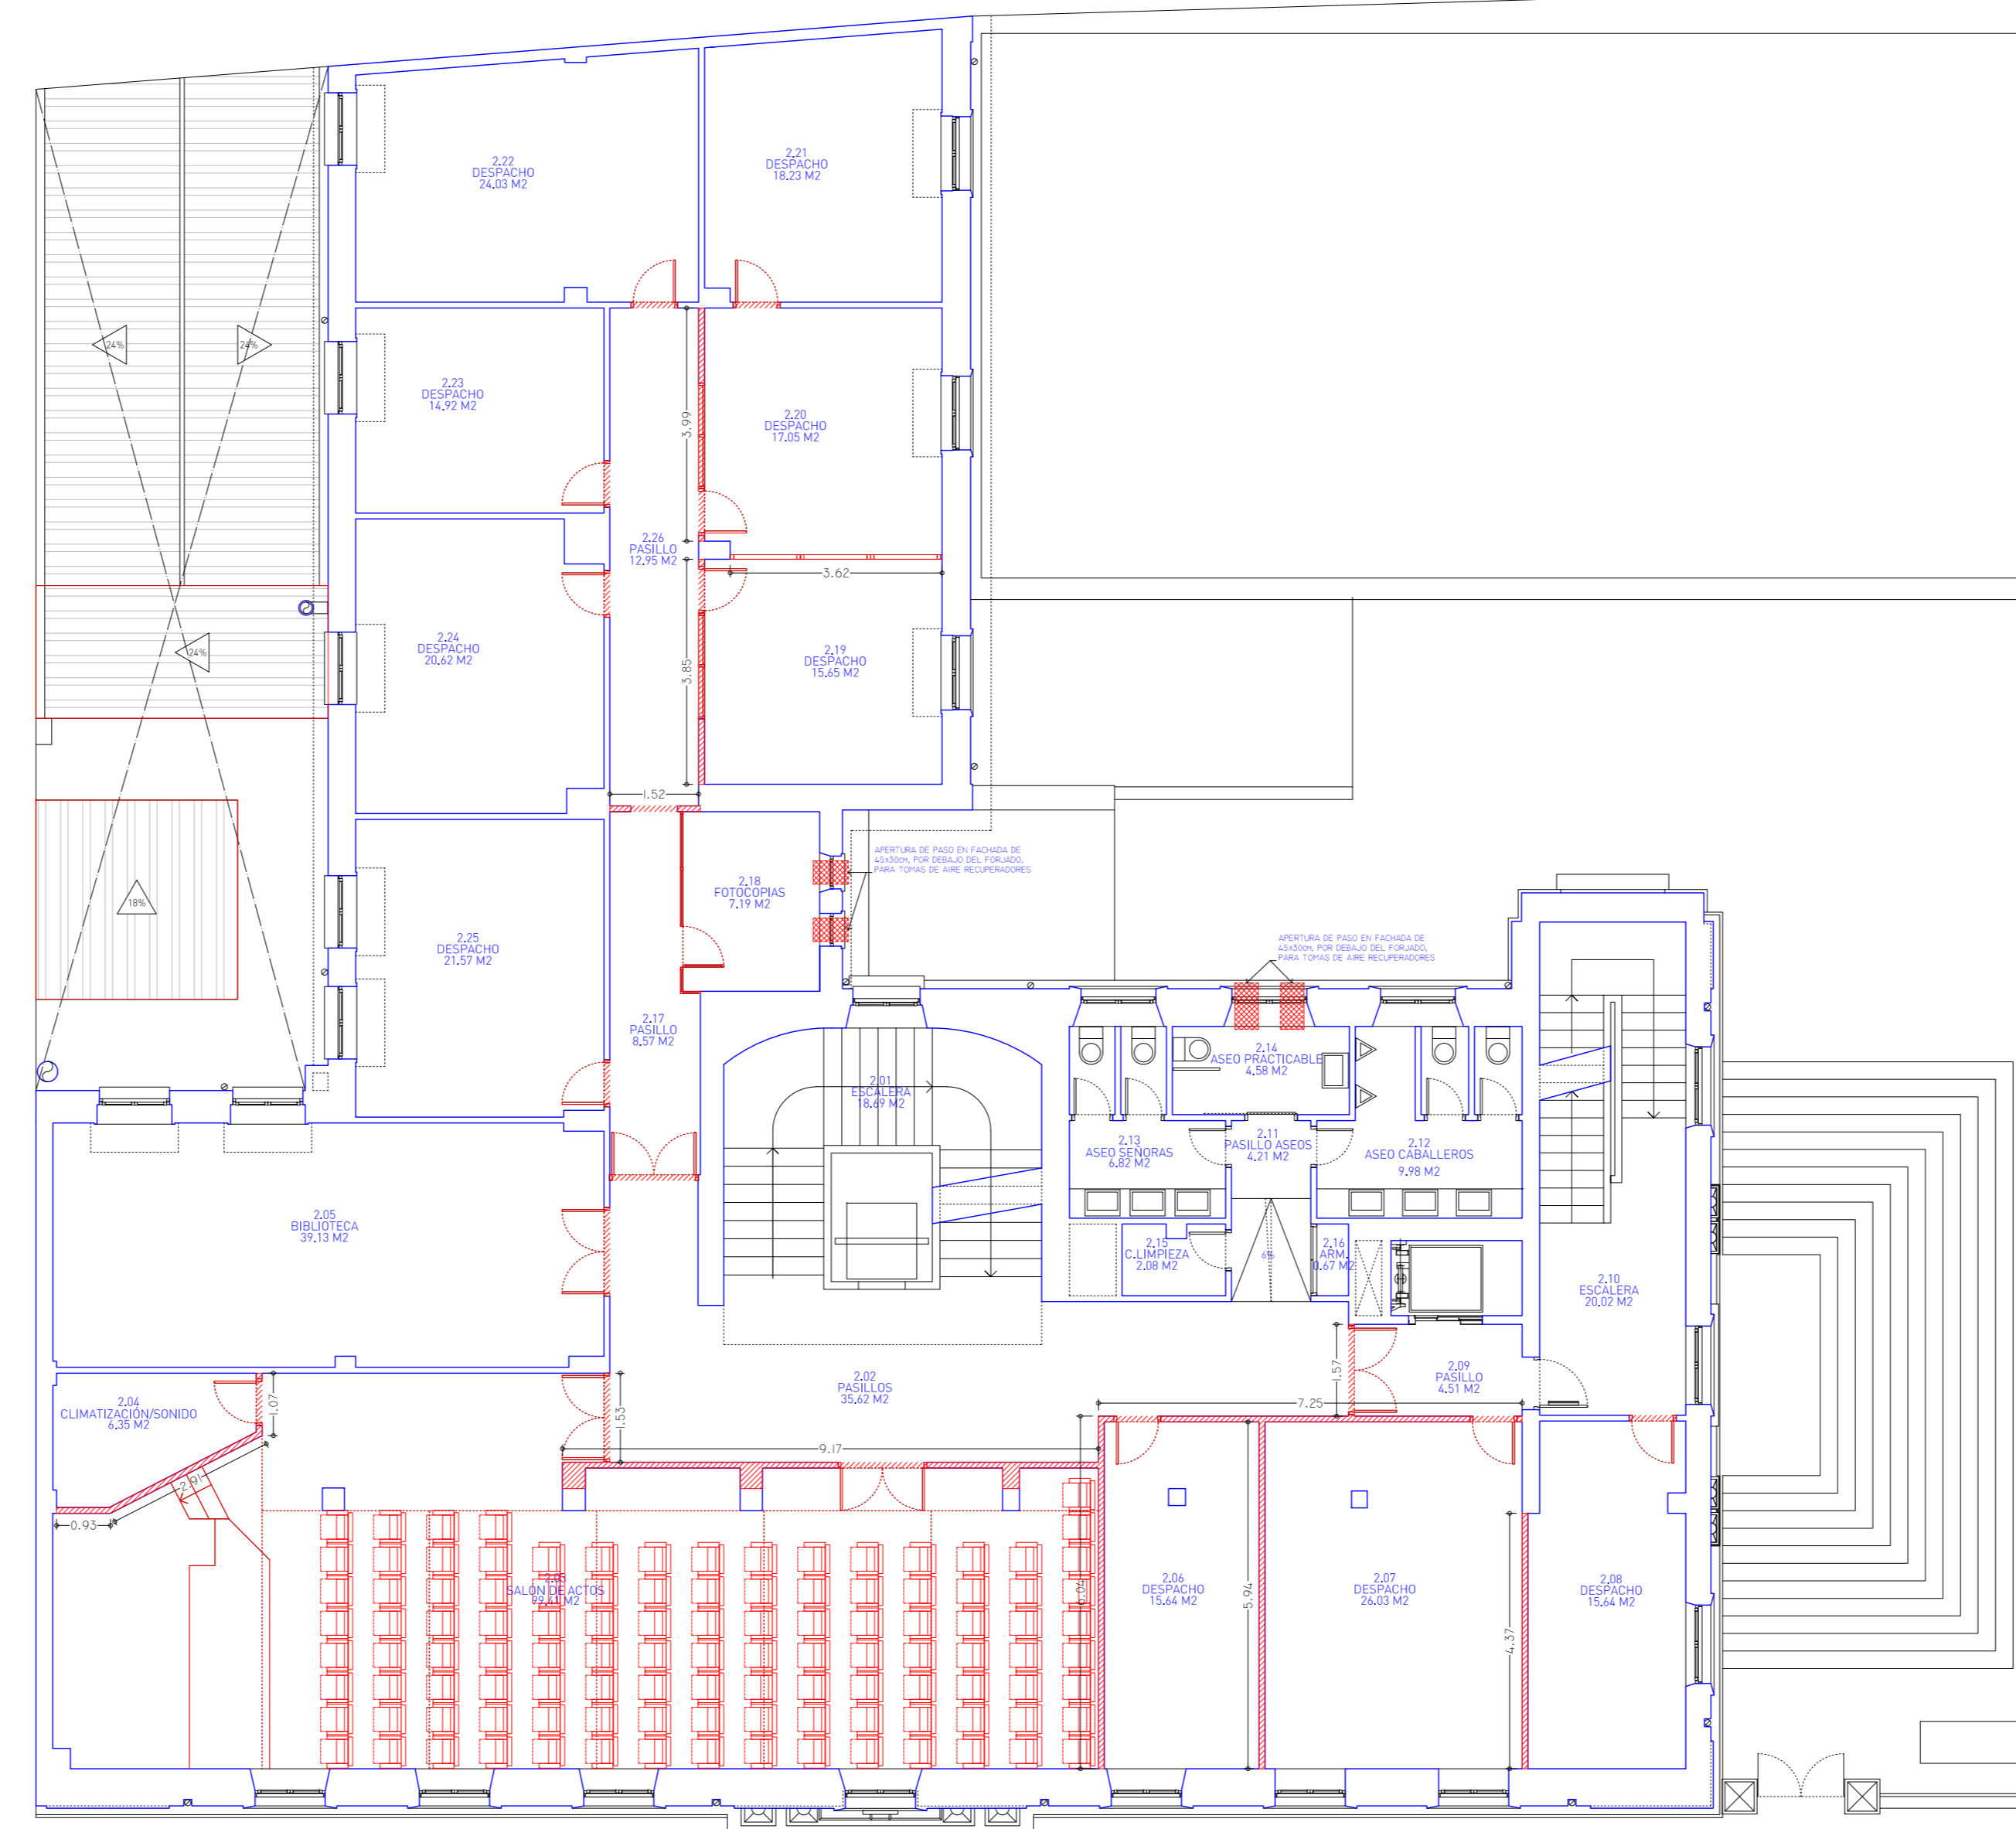 2.22
DESPACHO
24.03 M2
2.21
DESPACHO
18.23 M2
24%
24%
2.23
DESPACHO
14.92 M2
3.99
2.20
DESPACHO
17.05 M2
2.26
PASILLO
12.95 M2
3.62
24%
2.24
DESPACHO
20.62 M2
3.85
2.19
DESPACHO
15.65 M2
1.52
APERTURA DE PASO EN FACHADA DE
45x30cm, POR DEBAJO DEL FORJADO,
PARA TOMAS DE AIRE RECUPERADORES
2.18
FOTOCOPIAS
7.19 M2
18%
2.25
DESPACHO
21.57 M2
APERTURA DE PASO EN FACHADA DE
45x30cm, POR DEBAJO DEL FORJADO,
PARA TOMAS DE AIRE RECUPERADORES
2.17
PASILLO
8.57 M2
2.01
ESCALERA
18.69 M2
2.14
ASEO PRACTICABLE
4.58 M2
2.13
ASEO SEÑORAS
6.82 M2
2.11
PASILLO ASEOS
4.21 M2
2.12
ASEO CABALLEROS
9.98 M2
2.05
BIBLIOTECA
39.13 M2
2.15
C.LIMPIEZA
2.08 M2
6%
2.16
ARM.
0.67 M2
2.10
ESCALERA
20.02 M2
2.04
CLIMATIZACIÓN/SONIDO
6.35 M2
1.07
1.53
2.02
PASILLOS
35.62 M2
1.57
2.09
PASILLO
4.51 M2
7.25
9.17
2.91
0.93
2.03
SALÓN DE ACTOS
99.41 M2
6.04
2.06
DESPACHO
15.64 M2
5.94
2.07
DESPACHO
26.03 M2
4.37
2.08
DESPACHO
15.64 M2